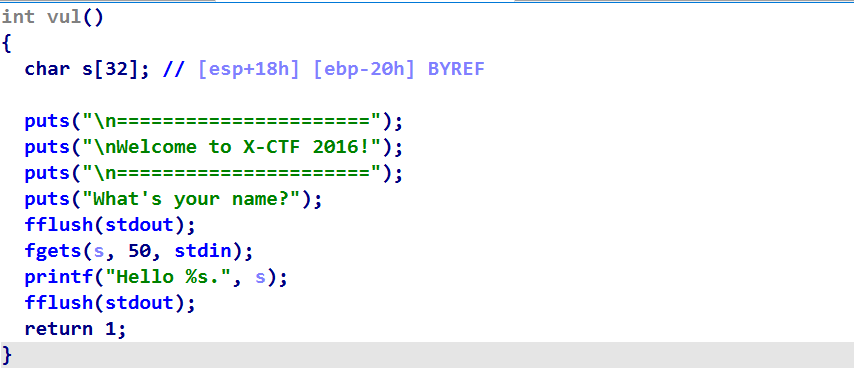 int vul()
{
  char s[32]; // [esp+18h] [ebp-20h] BYREF

  puts("\n======================");
  puts("\nWelcome to X-CTF 2016!");
  puts("\n======================");
  puts("What's your name?");
  fflush(stdout);
  fgets(s, 50, stdin);
  printf("Hello %s.", s);
  fflush(stdout);
  return 1;
}